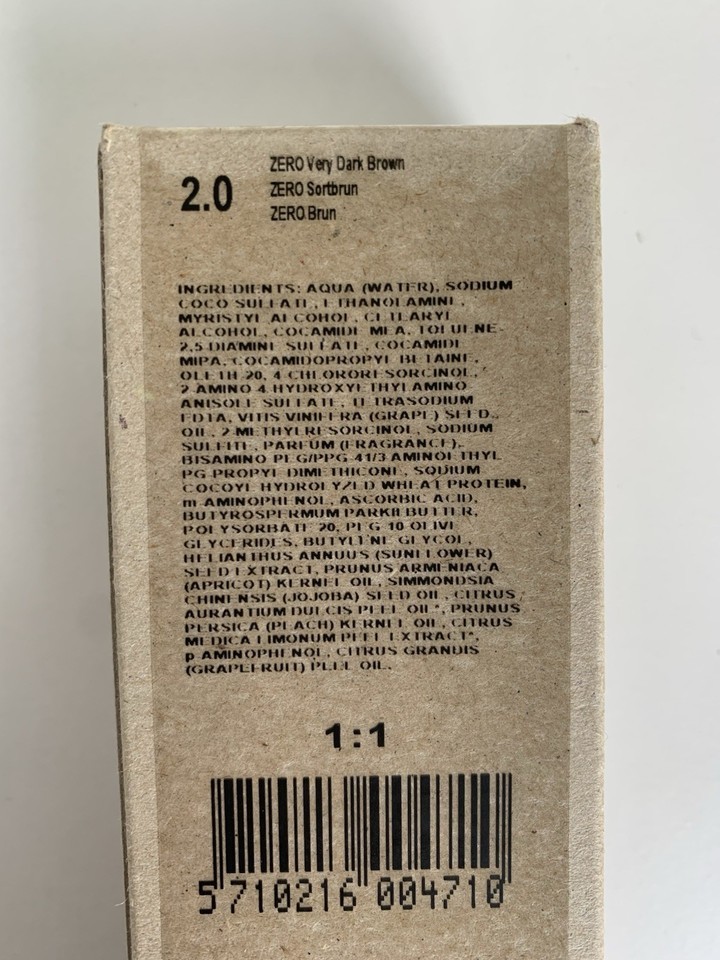 2.0
ZERO Very Dark Brown
ZERO Sortbrun
ZERO Brun
INGREDIENTS: AQUA (WATER), SODIUM
COCO SULFATE, ETHANOLAMINE,
MYRISTYL ALCOHOL, CETEARYL
ALCOHOL, COCAMIDE MEA, TOLUENE-
2,5-DIAMINE SULFATE, COCAMIDE
MIPA, COCAMIDOPROPYL BETAINE,
OLETH-20, 4-CHLORORESORCINOL,
2-AMINO-4-HYDROXYETHYLAMINO
ANISOLE SULFATE, TETRASODIUM
EDTA, VITIS VINIFERA (GRAPE) SEED
OIL, 2-METHYLRESORCINOL, SODIUM
SULFITE, PARFUM (FRAGRANCE),
BISAMINO PEG/PPG-41/3 AMINOETHYL
PG-PROPYL DIMETHICONE, SODIUM
COCOYL HYDROLYZED WHEAT PROTEIN,
m-AMINOPHENOL, ASCORBIC ACID,
BUTYROSPERMUM PARKII BUTTER,
POLYSORBATE 20, PEG-10 OLIVE
GLYCERIDES, BUTYLENE GLYCOL,
HELIANTHUS ANNUUS (SUNFLOWER)
SEED EXTRACT, PRUNUS ARMENIACA
(APRICOT) KERNEL OIL, SIMMONDSIA
CHINENSIS (JOJOBA) SEED OIL, CITRUS
AURANTIUM DULCIS PEEL OIL*, PRUNUS
PERSICA (PEACH) KERNEL OIL, CITRUS
MEDICA LIMONUM PEEL EXTRACT*,
p-AMINOPHENOL, CITRUS GRANDIS
(GRAPEFRUIT) PEEL OIL.
1:1
5 710216 004710